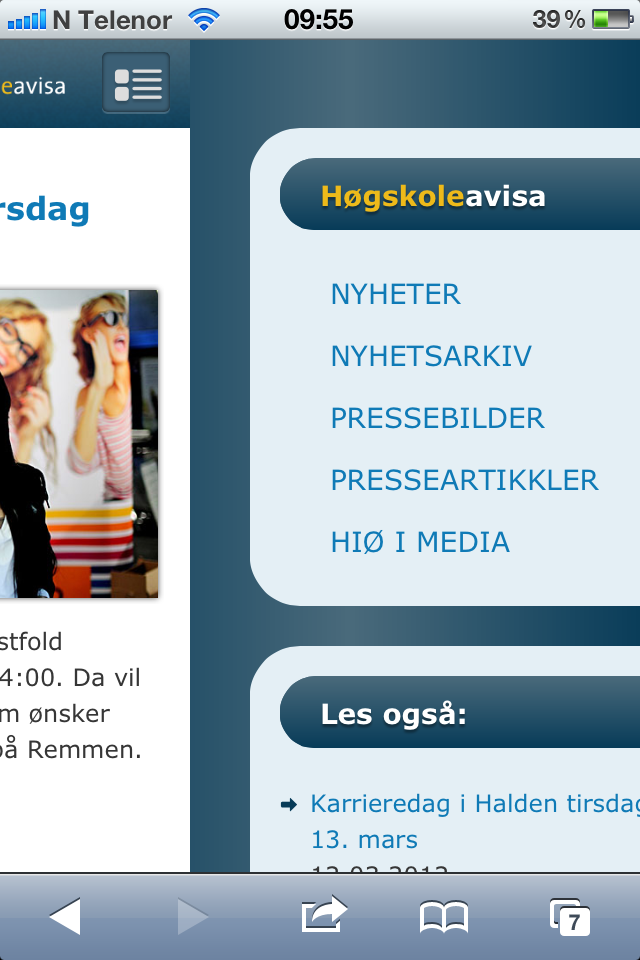 N Telenor 09:55 39 %
eavisa
rsdag
stfold
4:00. Da vil
m ønsker
på Remmen.
Høgskoleavisa
NYHETER
NYHETSARKIV
PRESSEBILDER
PRESSEARTIKKLER
HIØ I MEDIA
Les også:
Karrieredag i Halden tirsdag
13. mars
7